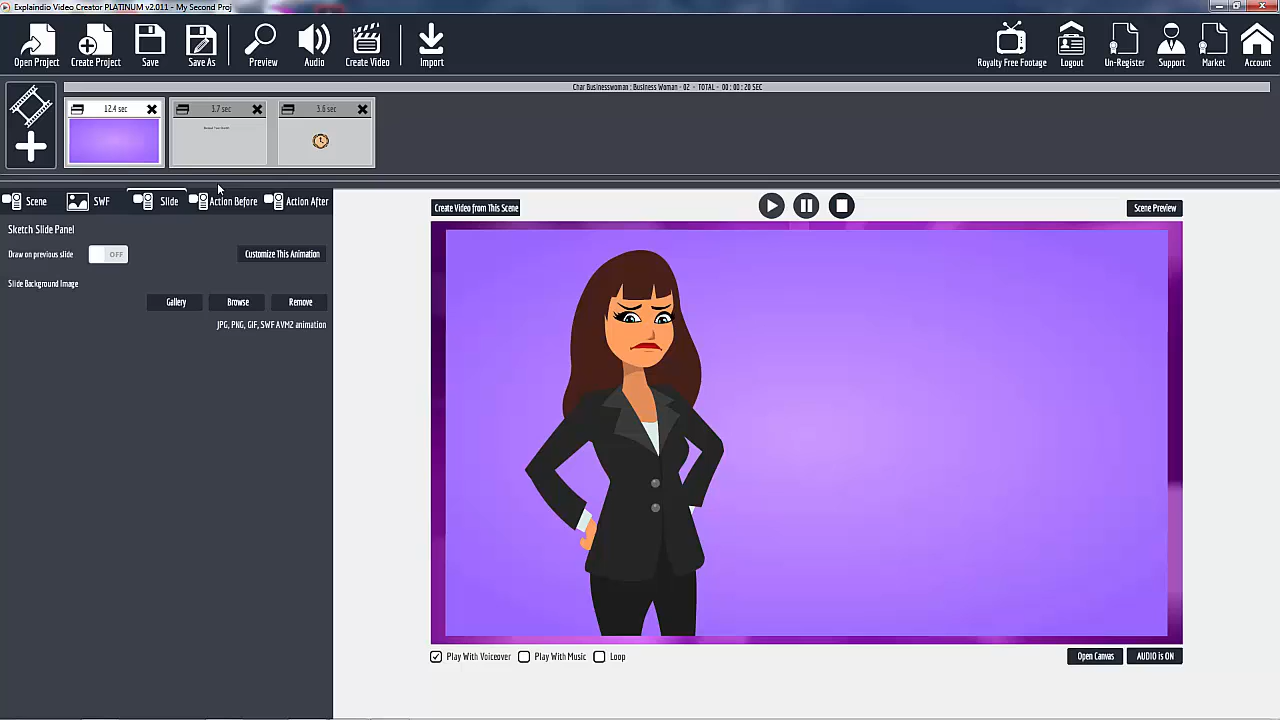 Explaindio Video Creator PLATINUM v2.011 - My Second Proj
Open Project
Create Project
Save
Save As
Preview
Audio
Create Video
Import
Royalty Free Footage
Logout
Un-Register
Support
Market
Account
Char Businesswoman : Business Woman - 02 - TOTAL - 00 : 00 : 20 SEC
12.4 sec
3.7 sec
3.6 sec
Scene
SWF
Slide
Action Before
Action After
Sketch Slide Panel
Draw on previous slide
OFF
Customize This Animation
Slide Background Image
Gallery
Browse
Remove
JPG, PNG, GIF, SWF AVM2 animation
Create Video from This Scene
Scene Preview
Play With Voiceover
Play With Music
Loop
Open Canvas
AUDIO is ON